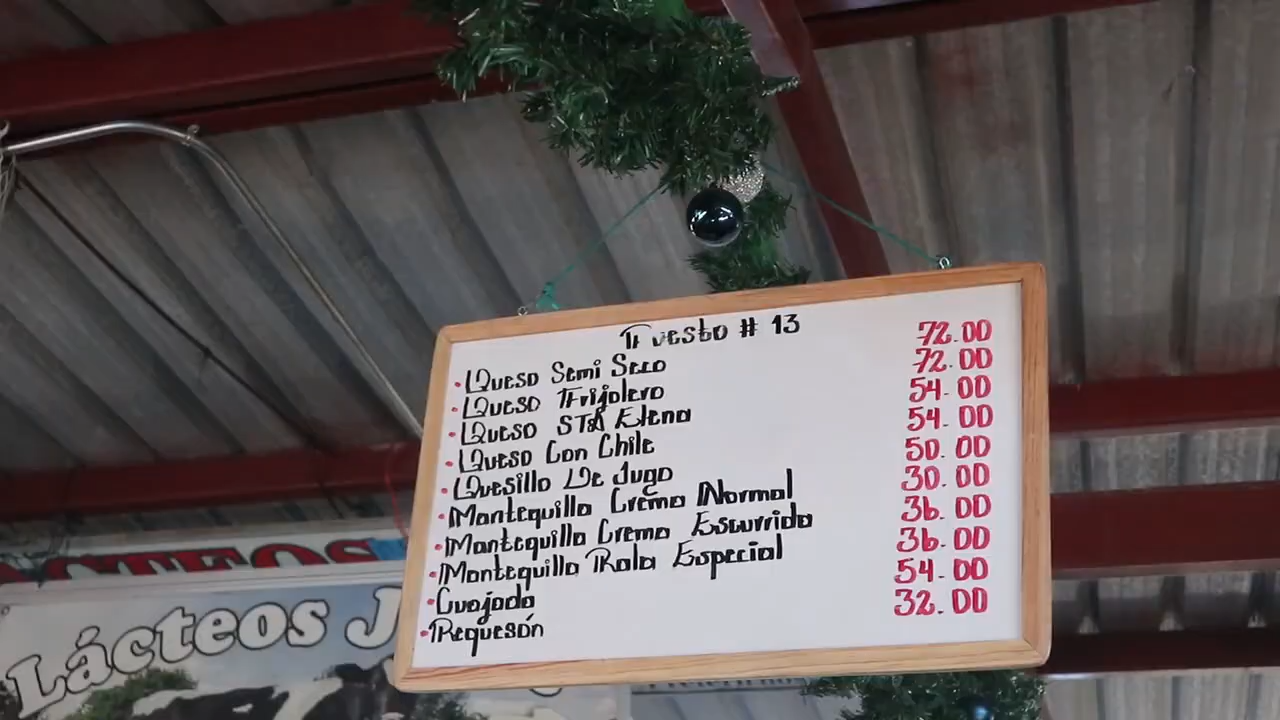 Puesto # 13
• Queso Semi Seco 72.00
• Queso Frijolero 72.00
• Queso STA Elena 54.00
• Queso Con Chile 54.00
• Quesillo De Jugo 50.00
• Mantequilla Crema Normal 30.00
• Mantequilla Crema Escurrida 36.00
• Mantequilla Rala Especial 36.00
• Cuajada 54.00
• Requesón 32.00
LÁCTEOS
Lácteos J